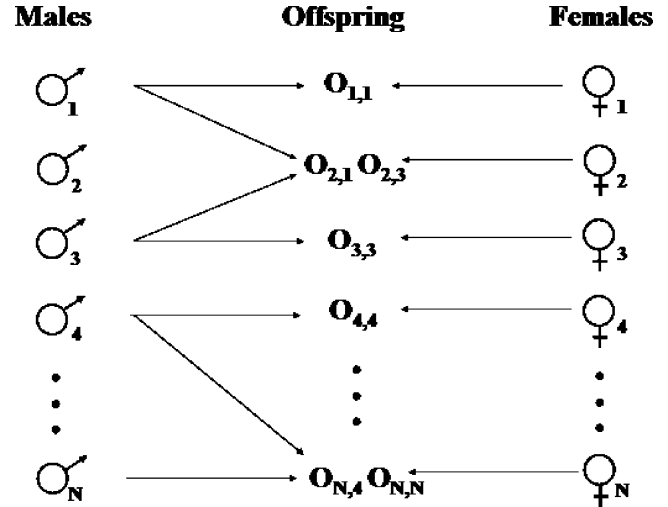 Males Offspring Females
1 O1,1 1
2 O2,1 O2,3 2
3 O3,3 3
4 O4,4 4
N ON,4 ON,N N